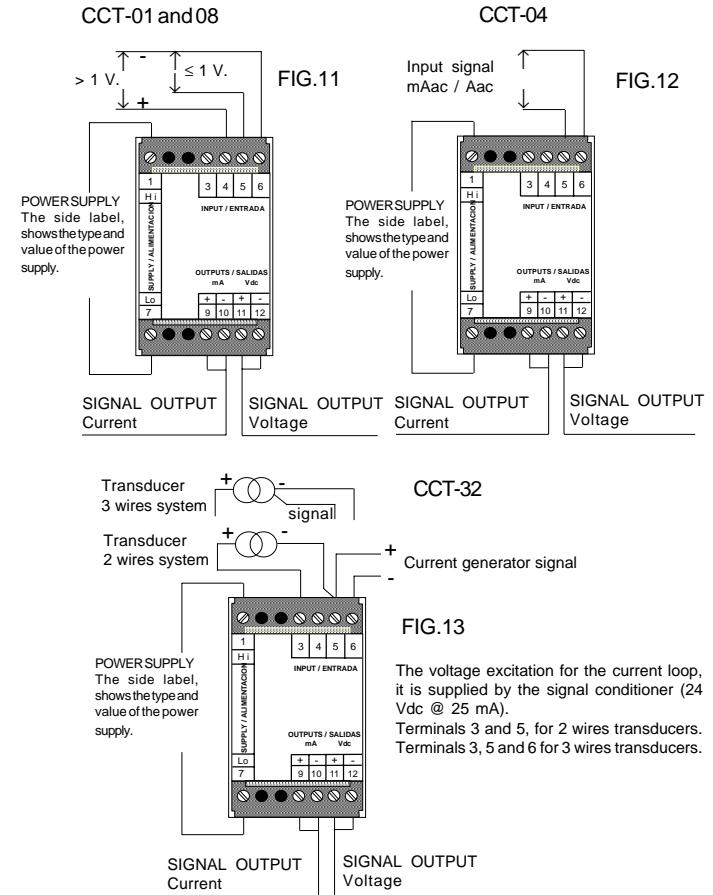 CCT-01 and 08
> 1 V.
-
≤ 1 V.
+
FIG.11
POWER SUPPLY
The side label,
shows the type and
value of the power
supply.
1
Hi
SUPPLY / ALIMENTACION
Lo
7
3 4 5 6
INPUT / ENTRADA
OUTPUTS / SALIDAS
mA Vdc
+ - + -
9 10 11 12
SIGNAL OUTPUT
Current
SIGNAL OUTPUT
Voltage
CCT-04
Input signal
mAac / Aac
FIG.12
POWER SUPPLY
The side label,
shows the type and
value of the power
supply.
1
Hi
SUPPLY / ALIMENTACION
Lo
7
3 4 5 6
INPUT / ENTRADA
OUTPUTS / SALIDAS
mA Vdc
+ - + -
9 10 11 12
SIGNAL OUTPUT
Current
SIGNAL OUTPUT
Voltage
CCT-32
Transducer
3 wires system
+ -
signal
Transducer
2 wires system
+ -
+
Current generator signal
-
FIG.13
POWER SUPPLY
The side label,
shows the type and
value of the power
supply.
1
Hi
SUPPLY / ALIMENTACION
Lo
7
3 4 5 6
INPUT / ENTRADA
OUTPUTS / SALIDAS
mA Vdc
+ - + -
9 10 11 12
The voltage excitation for the current loop,
it is supplied by the signal conditioner (24
Vdc @ 25 mA).
Terminals 3 and 5, for 2 wires transducers.
Terminals 3, 5 and 6 for 3 wires transducers.
SIGNAL OUTPUT
Current
SIGNAL OUTPUT
Voltage